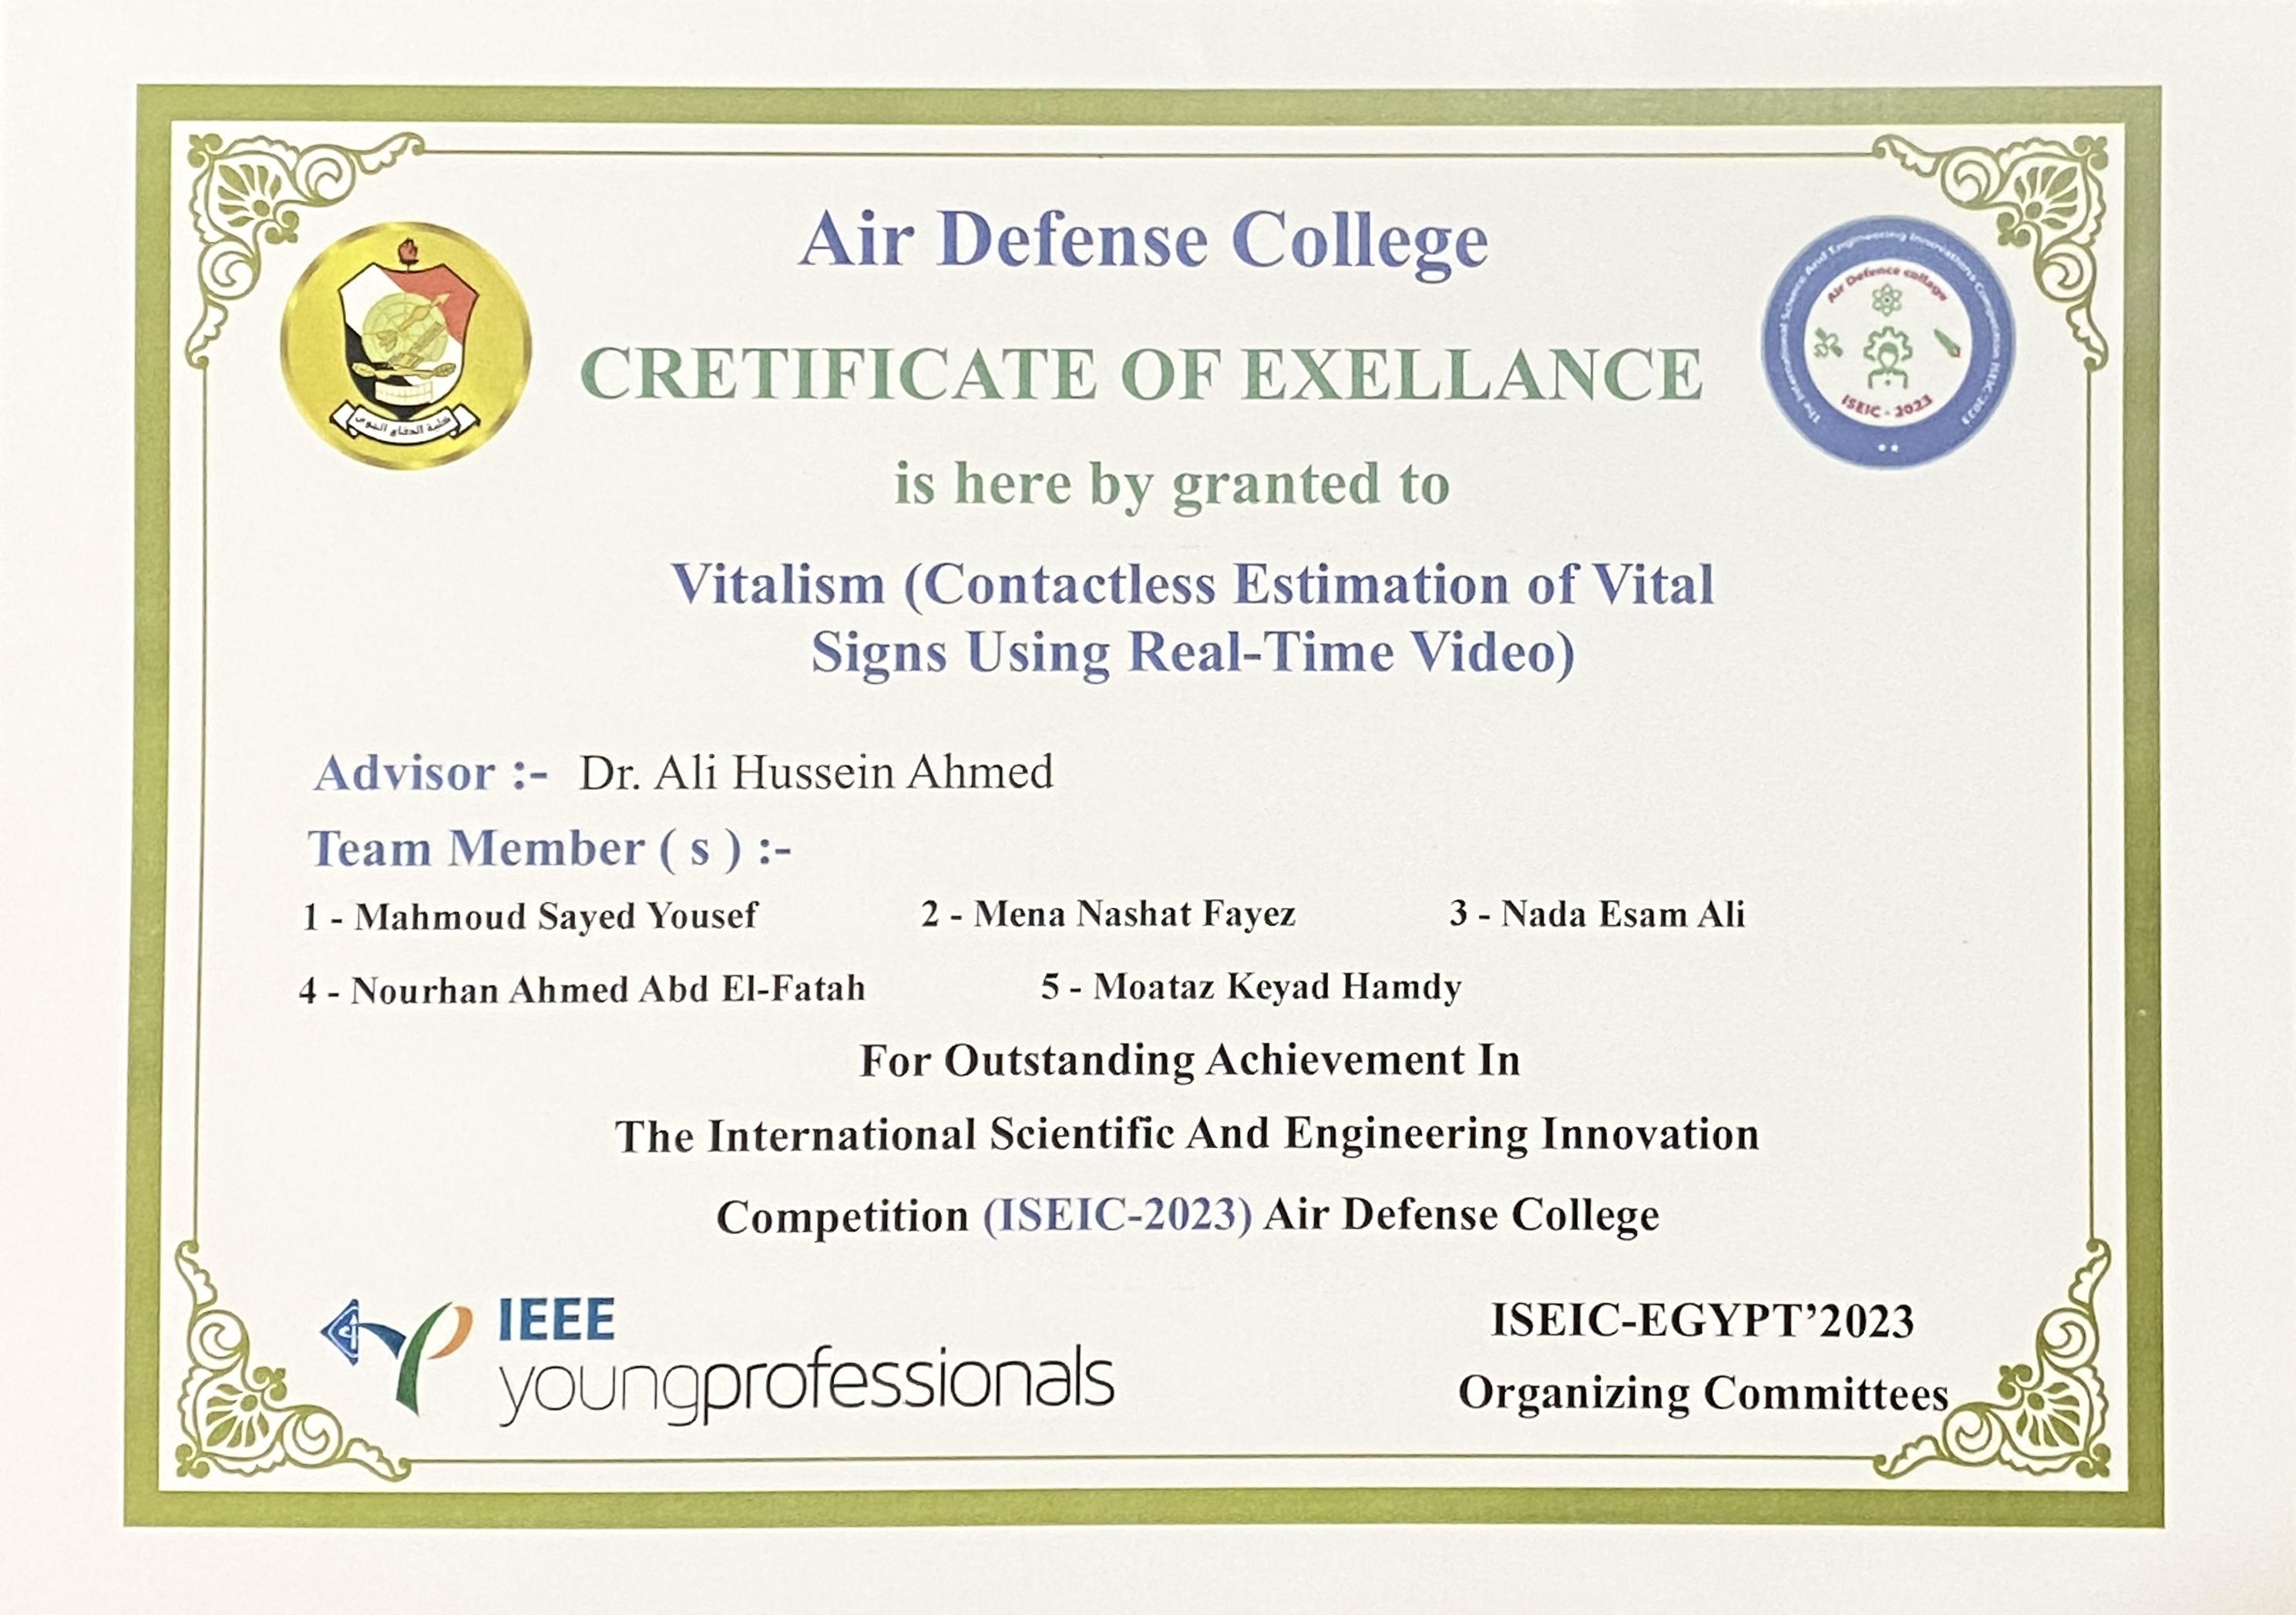 Air Defense College
CRETIFICATE OF EXELLANCE
is here by granted to
Vitalism (Contactless Estimation of Vital
Signs Using Real-Time Video)
Advisor :- Dr. Ali Hussein Ahmed
Team Member ( s ) :-
1 - Mahmoud Sayed Yousef 2 - Mena Nashat Fayez 3 - Nada Esam Ali
4 - Nourhan Ahmed Abd El-Fatah 5 - Moataz Keyad Hamdy
For Outstanding Achievement In
The International Scientific And Engineering Innovation
Competition (ISEIC-2023) Air Defense College
IEEE
youngprofessionals
ISEIC-EGYPT’2023
Organizing Committees
كلية الدفاع الجوى
The International Science And Engineering Innovations Competition ISEIC-2023
Air Defence collage
ISEIC - 2023